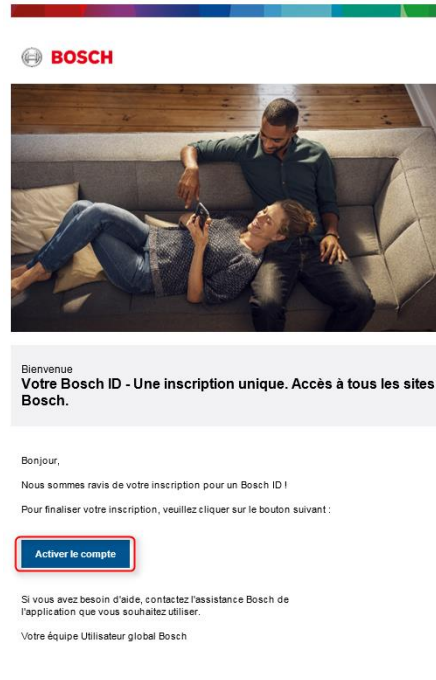 BOSCH
Bienvenue
Votre Bosch ID - Une inscription unique. Accès à tous les sites
Bosch.
Bonjour,
Nous sommes ravis de votre inscription pour un Bosch ID !
Pour finaliser votre inscription, veuillez cliquer sur le bouton suivant :
Activer le compte
Si vous avez besoin d'aide, contactez l'assistance Bosch de
l'application que vous souhaitez utiliser.
Votre équipe Utilisateur global Bosch